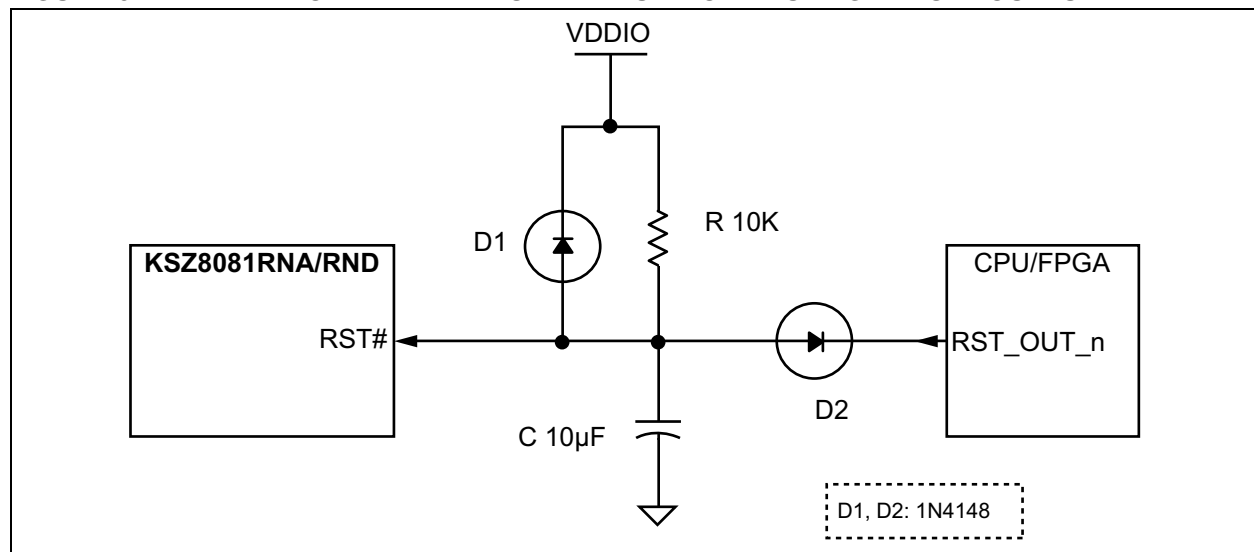 VDDIO
D1
R 10K
KSZ8081RNA/RND
CPU/FPGA
RST#
RST_OUT_n
D2
C 10µF
D1, D2: 1N4148